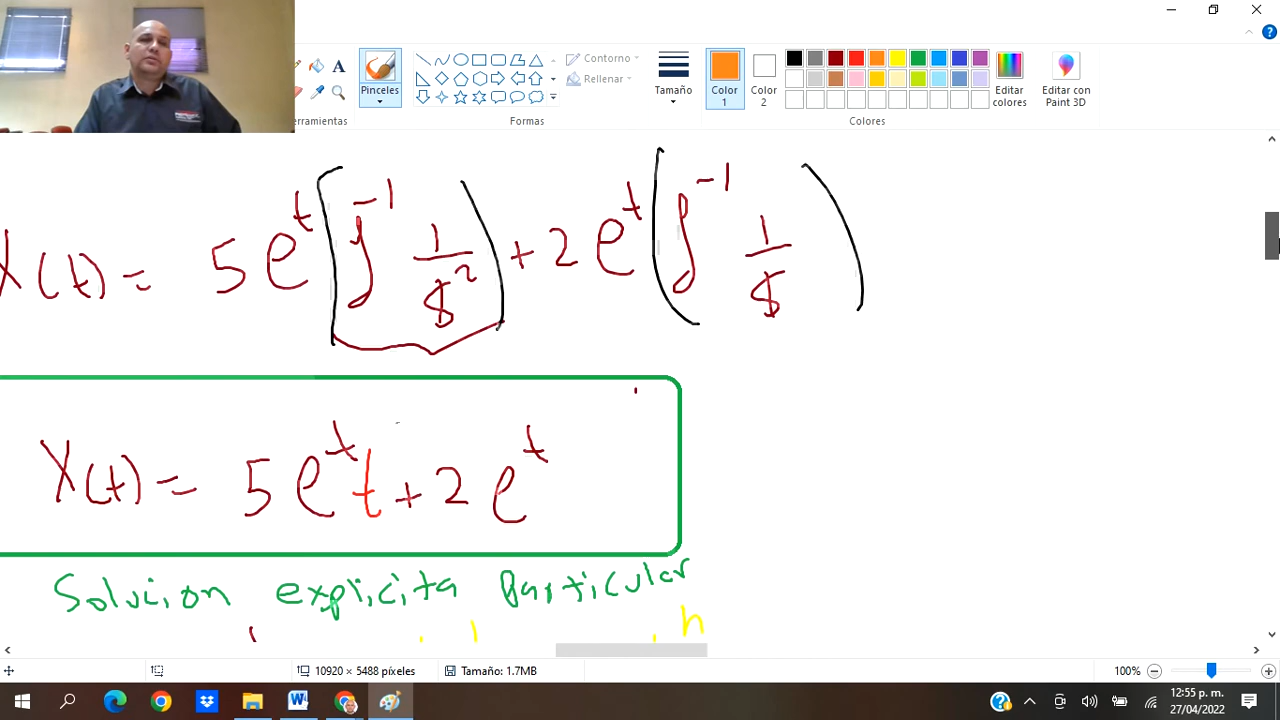 Contorno
Rellenar
Pinceles
Tamaño
Color 1
Color 2
Editar colores
Editar con Paint 3D
Formas
Colores
X(t) = 5e^t (ℒ^-1 1/s^2) + 2e^t (ℒ^-1 1/s)
X(t) = 5e^t t + 2e^t
Solucion explicita Particular
10920 × 5488 píxeles
Tamaño: 1.7MB
100%
12:55 p. m.
27/04/2022